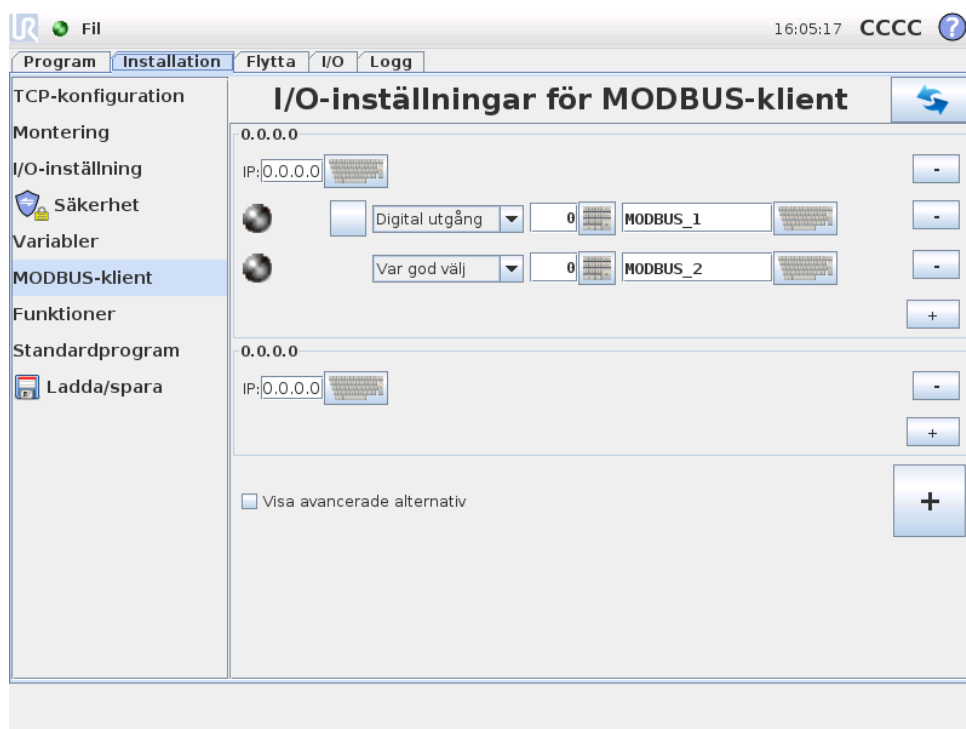 Fil 16:05:17 CCCC ?
Program Installation Flytta I/O Logg
TCP-konfiguration
Montering
I/O-inställning
Säkerhet
Variabler
MODBUS-klient
Funktioner
Standardprogram
Ladda/spara
I/O-inställningar för MODBUS-klient
0.0.0.0
IP: 0.0.0.0 -
Digital utgång 0 MODBUS_1 -
Var god välj 0 MODBUS_2 -
+
0.0.0.0
IP: 0.0.0.0 -
+
Visa avancerade alternativ +